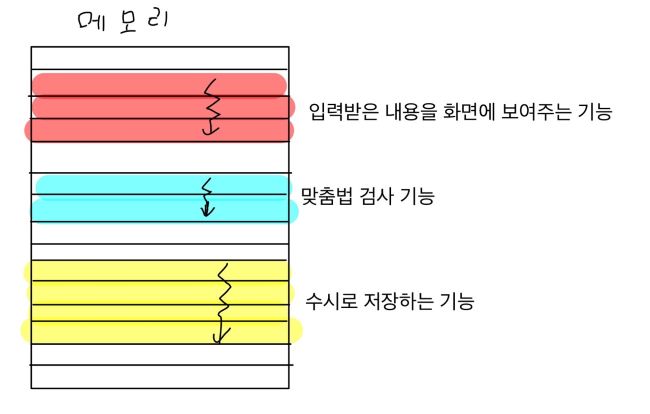 메모리
입력받은 내용을 화면에 보여주는 기능
맞춤법 검사 기능
수시로 저장하는 기능